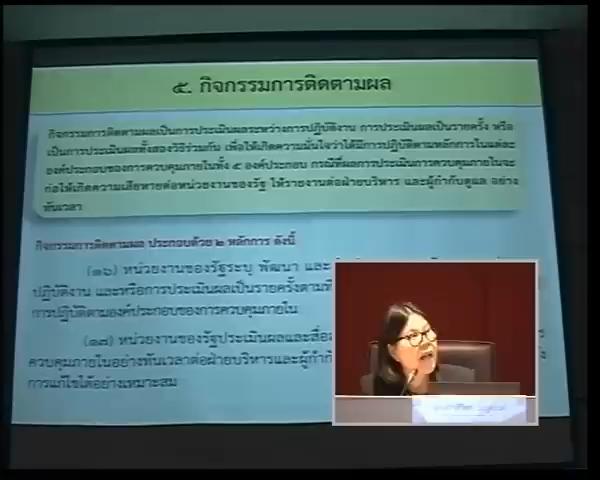 ๕. กิจกรรมการติดตามผล
กิจกรรมการติดตามผลเป็นการประเมินผลระหว่างการปฏิบัติงาน การประเมินผลเป็นรายครั้ง หรือ
เป็นการประเมินผลทั้งสองวิธีร่วมกัน เพื่อให้เกิดความมั่นใจว่าได้มีการปฏิบัติตามหลักการในแต่ละ
องค์ประกอบของการควบคุมภายในทั้ง ๕ องค์ประกอบ กรณีที่ผลการประเมินการควบคุมภายในจะ
ก่อให้เกิดความเสียหายต่อหน่วยงานของรัฐ ให้รายงานต่อฝ่ายบริหาร และผู้กำกับดูแล อย่าง
ทันเวลา
กิจกรรมการติดตามผล ประกอบด้วย ๒ หลักการ ดังนี้
(๑๖) หน่วยงานของรัฐระบุ พัฒนา และ
ปฏิบัติงาน และหรือการประเมินผลเป็นรายครั้งตามที่
การปฏิบัติตามองค์ประกอบของการควบคุมภายใน
(๑๗) หน่วยงานของรัฐประเมินผลและสื่อ
ควบคุมภายในอย่างทันเวลาต่อฝ่ายบริหารและผู้กำกั
การแก้ไขได้อย่างเหมาะสม